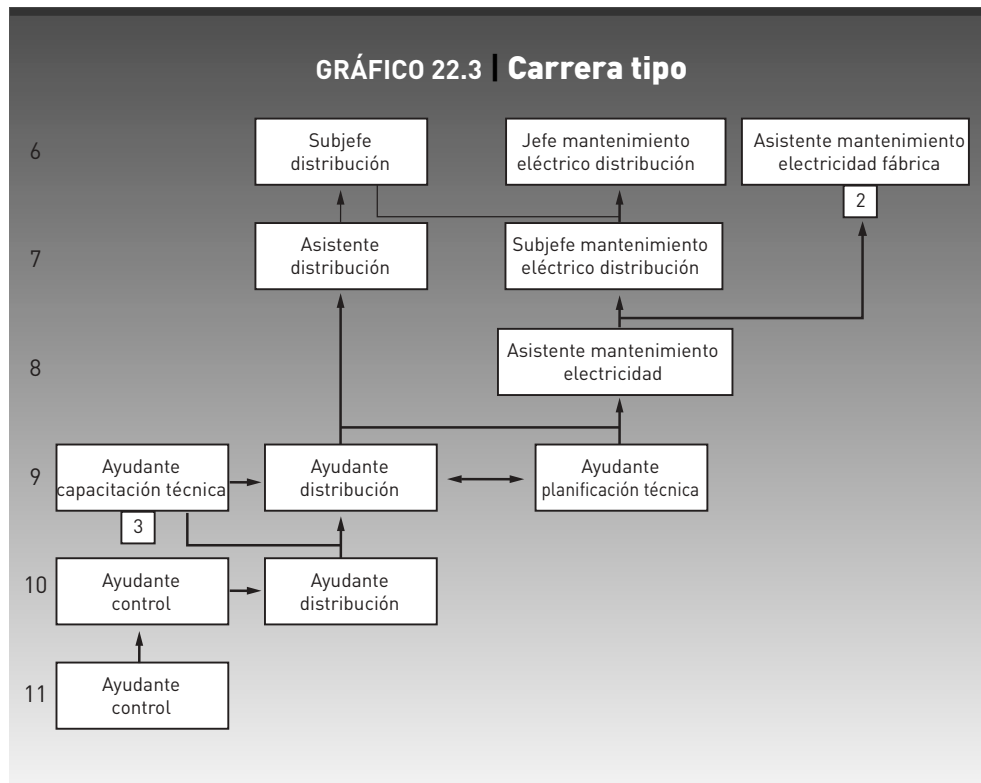 GRÁFICO 22.3 | Carrera tipo
6
Subjefe
distribución
Jefe mantenimiento
eléctrico distribución
Asistente mantenimiento
electricidad fábrica
2
7
Asistente
distribución
Subjefe mantenimiento
eléctrico distribución
8
Asistente mantenimiento
electricidad
9
Ayudante
capacitación técnica
3
Ayudante
distribución
Ayudante
planificación técnica
10
Ayudante
control
Ayudante
distribución
11
Ayudante
control